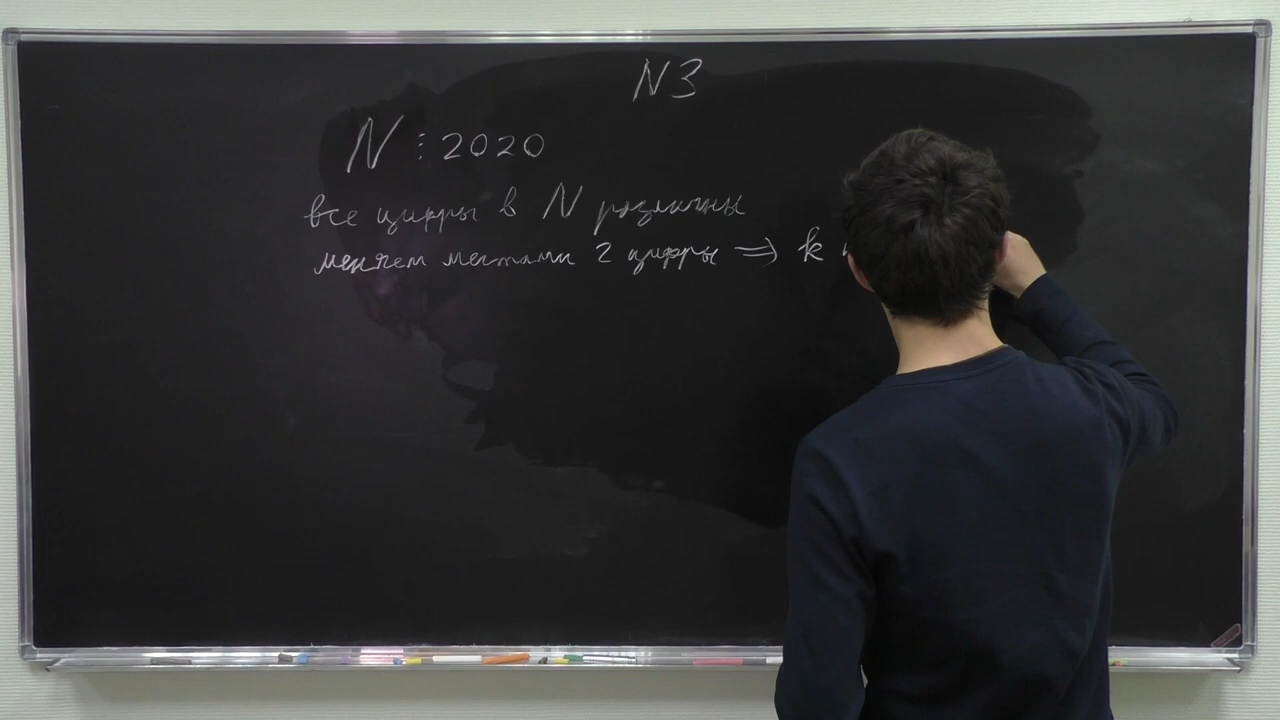 N3
N ⋮ 2020
все цифры в N различны
меняем местами 2 цифры ⇒ k